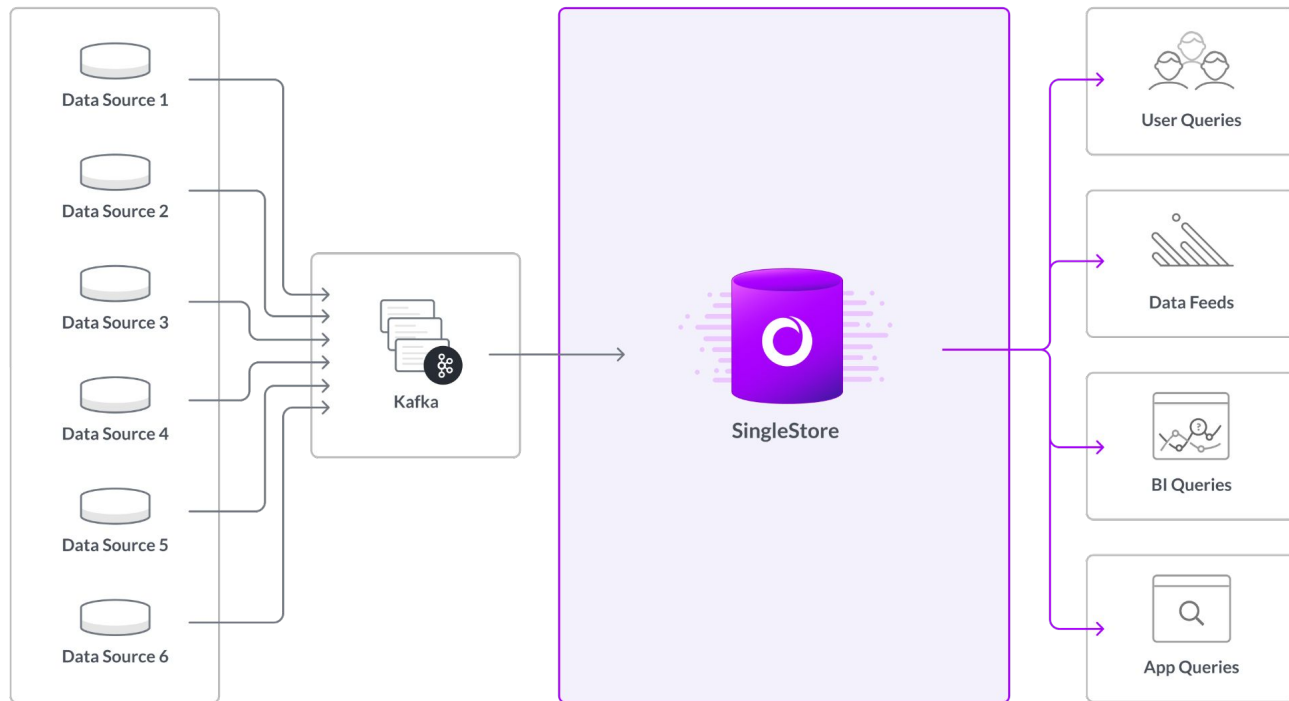 Data Source 1
Data Source 2
Data Source 3
Data Source 4
Data Source 5
Data Source 6
Kafka
SingleStore
User Queries
Data Feeds
?
BI Queries
App Queries